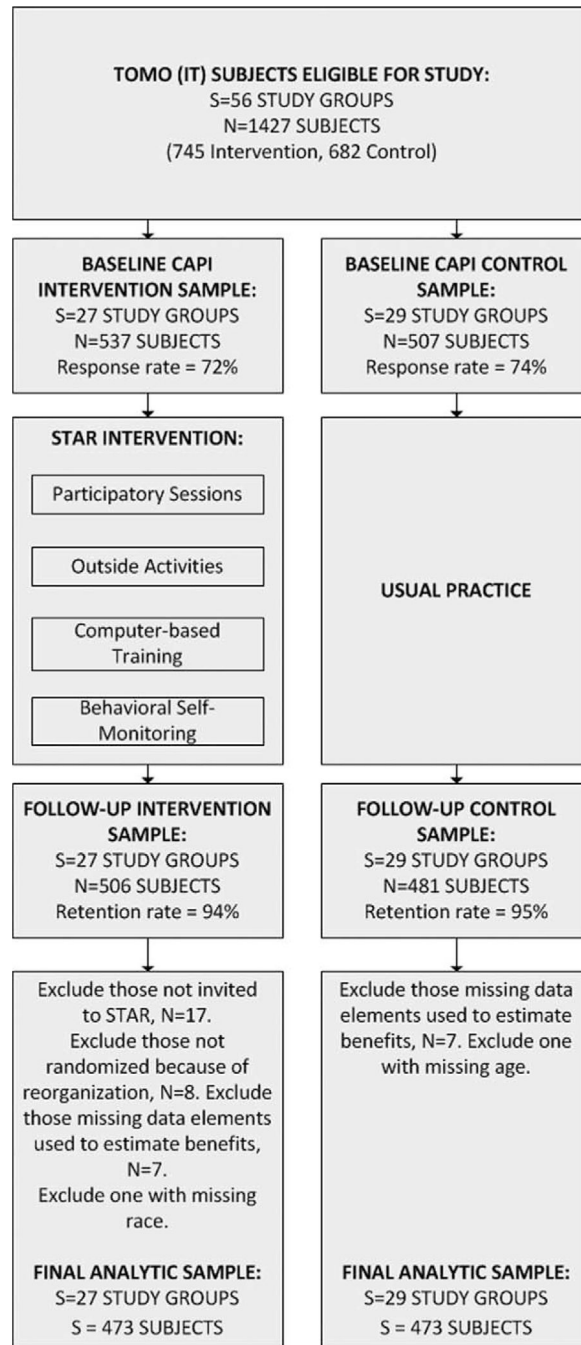 TOMO (IT) SUBJECTS ELIGIBLE FOR STUDY:
S=56 STUDY GROUPS
N=1427 SUBJECTS
(745 Intervention, 682 Control)
BASELINE CAPI
INTERVENTION SAMPLE:
S=27 STUDY GROUPS
N=537 SUBJECTS
Response rate = 72%
BASELINE CAPI CONTROL
SAMPLE:
S=29 STUDY GROUPS
N=507 SUBJECTS
Response rate = 74%
STAR INTERVENTION:
Participatory Sessions
Outside Activities
Computer-based
Training
Behavioral Self-
Monitoring
USUAL PRACTICE
FOLLOW-UP INTERVENTION
SAMPLE:
S=27 STUDY GROUPS
N=506 SUBJECTS
Retention rate = 94%
FOLLOW-UP CONTROL
SAMPLE:
S=29 STUDY GROUPS
N=481 SUBJECTS
Retention rate = 95%
Exclude those not invited
to STAR, N=17.
Exclude those not
randomized because of
reorganization, N=8. Exclude
those missing data elements
used to estimate benefits,
N=7.
Exclude one with missing
race.
FINAL ANALYTIC SAMPLE:
S=27 STUDY GROUPS
S = 473 SUBJECTS
Exclude those missing data
elements used to estimate
benefits, N=7. Exclude one
with missing age.
FINAL ANALYTIC SAMPLE:
S=29 STUDY GROUPS
S = 473 SUBJECTS